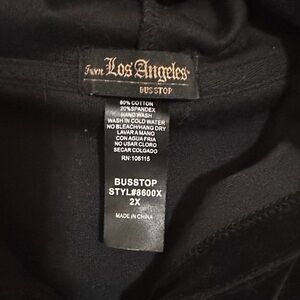 From Los Angeles
BUSSTOP
80% COTTON
20%SPANDEX
HAND WASH
WASH IN COLD WATER
NO BLEACH/HANG DRY
LAVAR A MANO
CON AGUA FRIA
NO USAR CLORO
SECAR COLGADO
RN:106115
BUSSTOP
STYL#8600X
2X
MADE IN CHINA